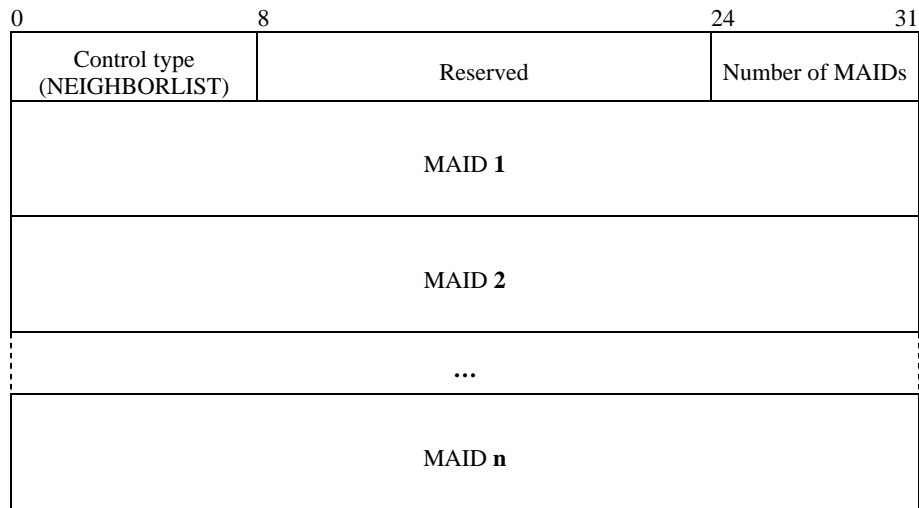 0 8 24 31
Control type
(NEIGHBORLIST)
Reserved
Number of MAIDs
MAID 1
MAID 2
...
MAID n